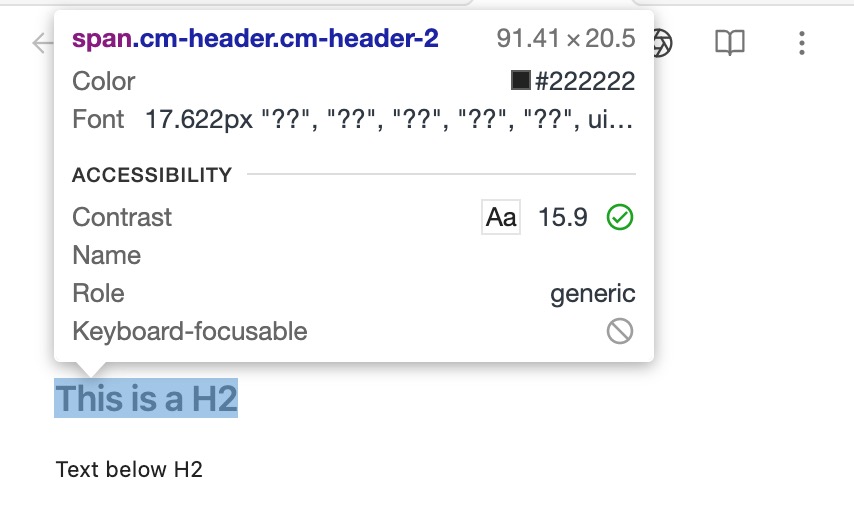 span.cm-header.cm-header-2 91.41 × 20.5
Color #222222
Font 17.622px "??", "??", "??", "??", "??", ui…
ACCESSIBILITY
Contrast Aa 15.9
Name
Role generic
Keyboard-focusable
This is a H2
Text below H2